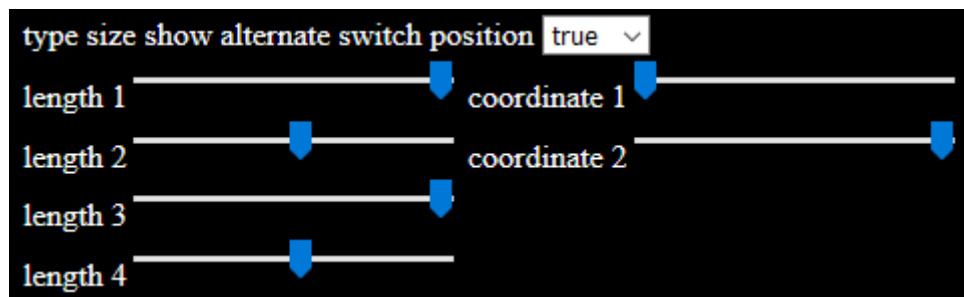 type size show alternate switch position true
length 1 coordinate 1
length 2 coordinate 2
length 3
length 4